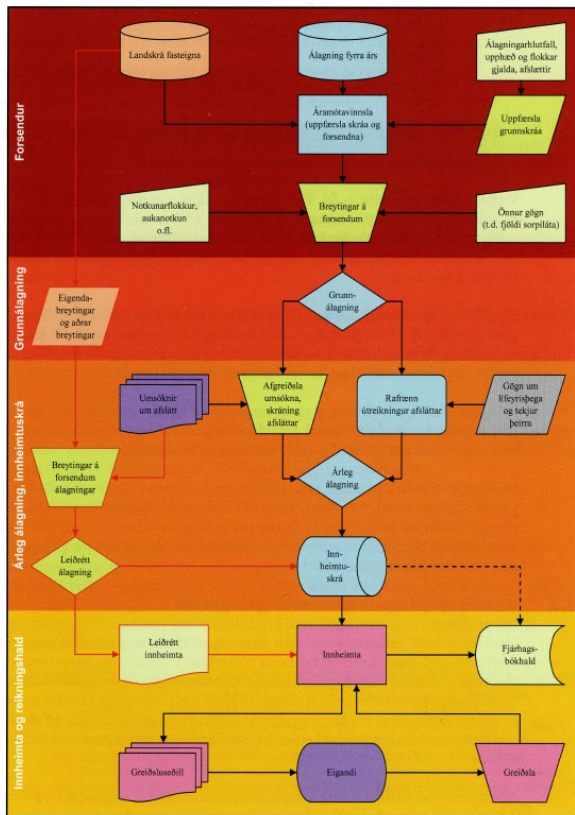 Forsendur
Landskrá fasteigna
Álagning fyrra árs
Álagningarhlutfall,
upphæð og flokkar
gjalda, afslættir
Áramótavinnsla
(uppfærsla skráa og
forsendna)
Uppfærsla
grunnskráa
Notkunarflokkur,
aukanotkun
o.fl.
Breytingar á
forsendum
Önnur gögn
(t.d. fjöldi sorpíláta)
Grunnálagning
Eigenda-
breytingar
og aðrar
breytingar
Grunn-
álagning
Árleg álagning, innheimtuskrá
Umsóknir
um afslátt
Afgreiðsla
umsókna,
skráning
afsláttar
Rafrænn
útreikningur afsláttar
Gögn um
lífeyrisþega
og tekjur
þeirra
Breytingar á
forsendum
álagningar
Árleg
álagning
Leiðrétt
álagning
Inn-
heimtu-
skrá
Innheimta og reikningshald
Leiðrétt
innheimta
Innheimta
Fjárhags-
bókhald
Greiðsluseðill
Eigandi
Greiðsla